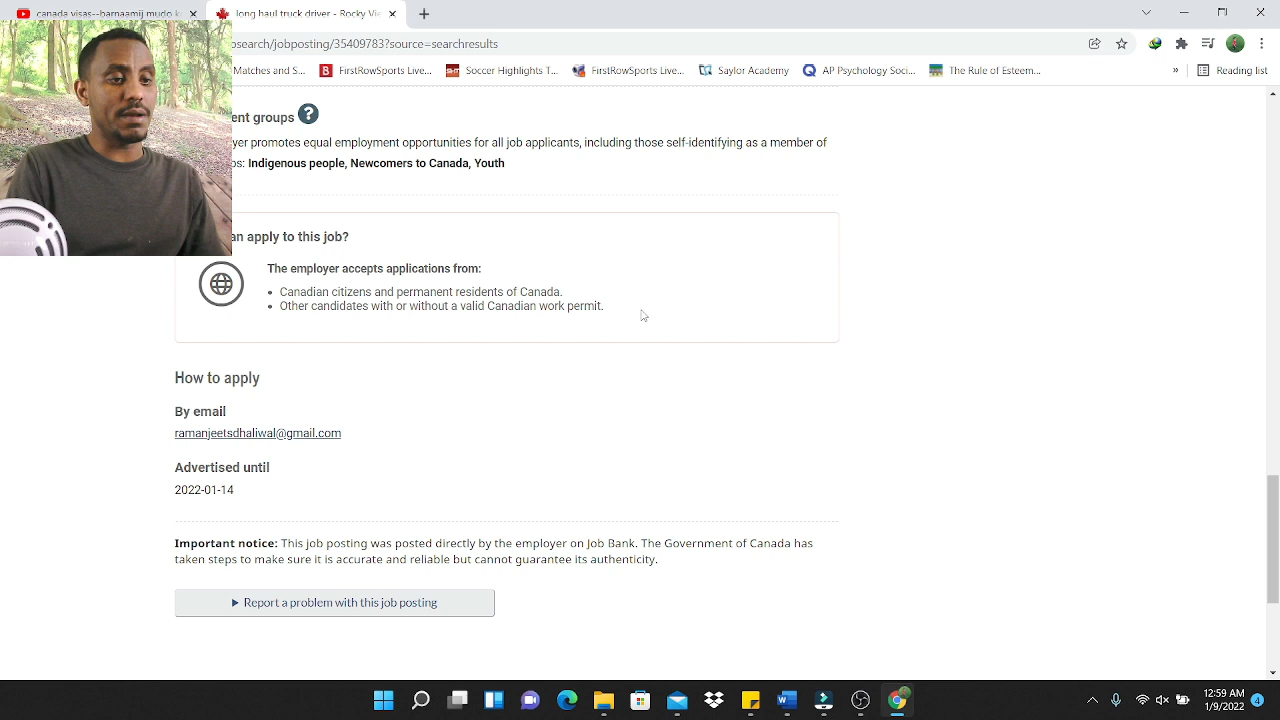 canada visas--barnaamij ee can
truck driver - Rocky View
search/jobposting/35409783?source=searchresults
Matches and S...
FirstRowSports Live...
Soccer Highlights T...
FirstRowSports Live...
Saylor Academy
AP Pschology Socie...
The Rule of Esteem...
»
Reading list
ent groups ?
yer promotes equal employment opportunities for all job applicants, including those self-identifying as a member of
ps: Indigenous people, Newcomers to Canada, Youth
an apply to this job?
The employer accepts applications from:
Canadian citizens and permanent residents of Canada.
Other candidates with or without a valid Canadian work permit.
How to apply
By email
ramanjeetsdhaliwal@gmail.com
Advertised until
2022-01-14
Important notice: This job posting was posted directly by the employer on Job Bank. The Government of Canada has
taken steps to make sure it is accurate and reliable but cannot guarantee its authenticity.
Report a problem with this job posting
12:59 AM
1/9/2022
4